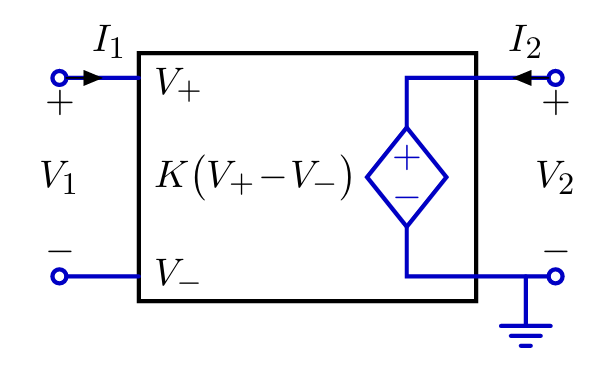 I₁ I₂
V₊
+ +
V₁ K(V₊−V₋) + − V₂
− −
V₋